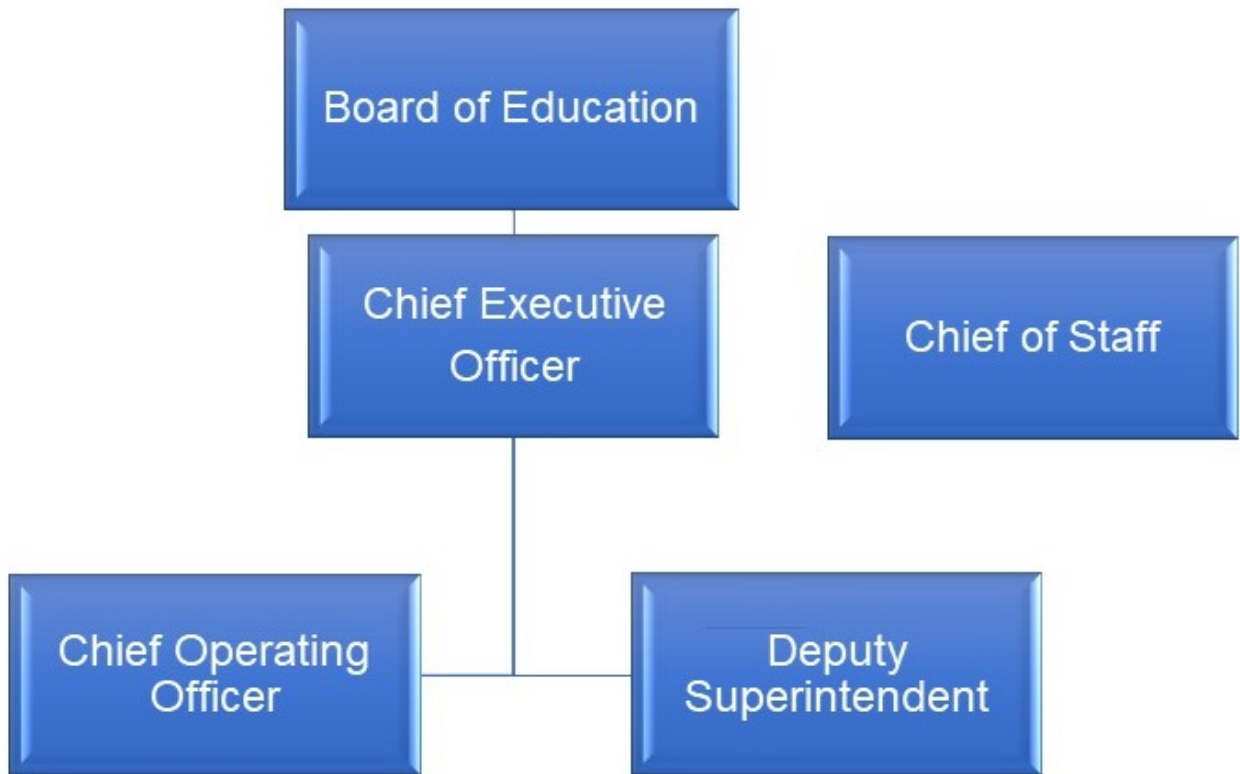 Board of Education
Chief Executive
Officer
Chief of Staff
Chief Operating
Officer
Deputy
Superintendent